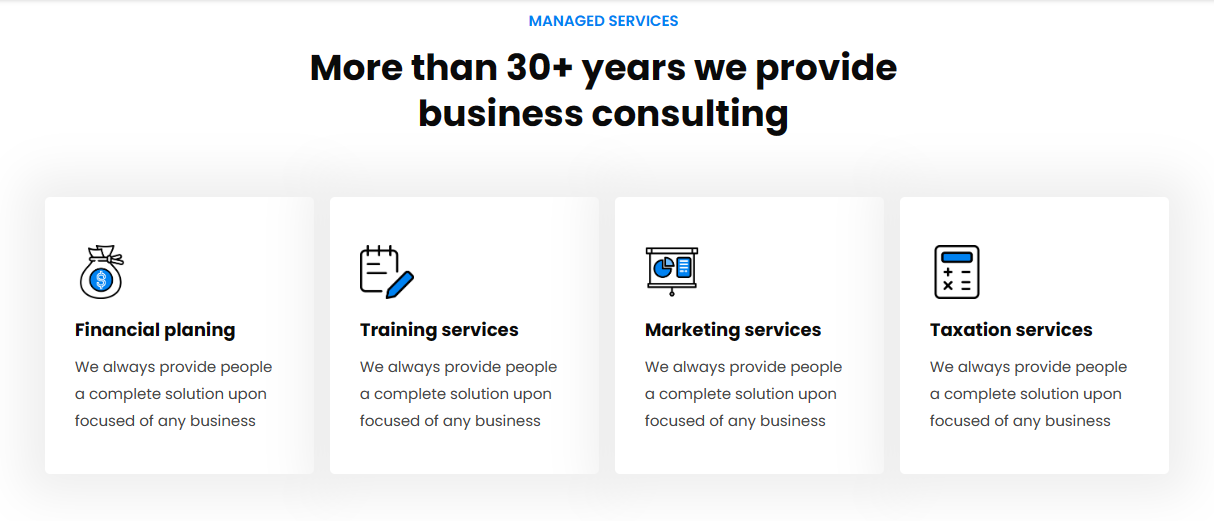 MANAGED SERVICES
More than 30+ years we provide
business consulting
Financial planing
We always provide people
a complete solution upon
focused of any business
Training services
We always provide people
a complete solution upon
focused of any business
Marketing services
We always provide people
a complete solution upon
focused of any business
Taxation services
We always provide people
a complete solution upon
focused of any business